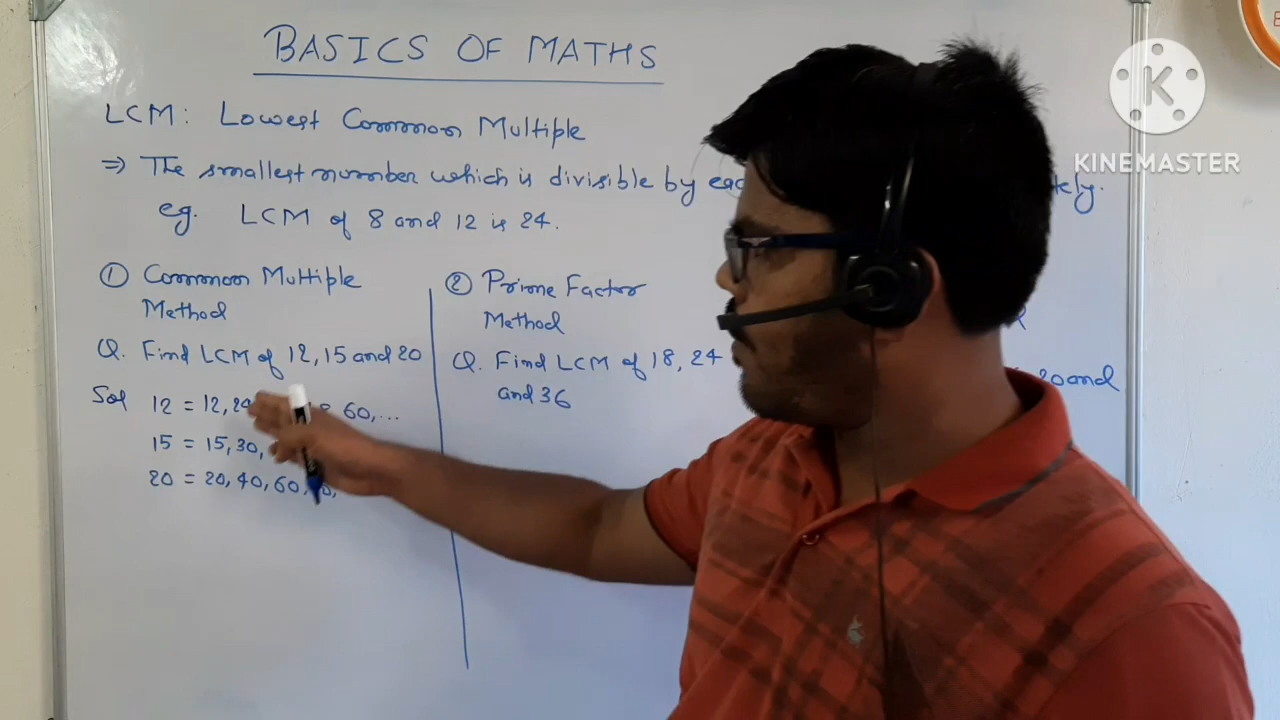 BASICS OF MATHS
LCM: Lowest Common Multiple
⇒ The smallest number which is divisible by
eg. LCM of 8 and 12 is 24.
① Common Multiple
Method
Q. Find LCM of 12, 15 and 20
Sol 12 = 12, 60, ...
15 = 15, 30,
20 = 20, 40, 60,
② Prime Factor
Method
Q. Find LCM of 18, 24
and 36
20 and
K
KINEMASTER